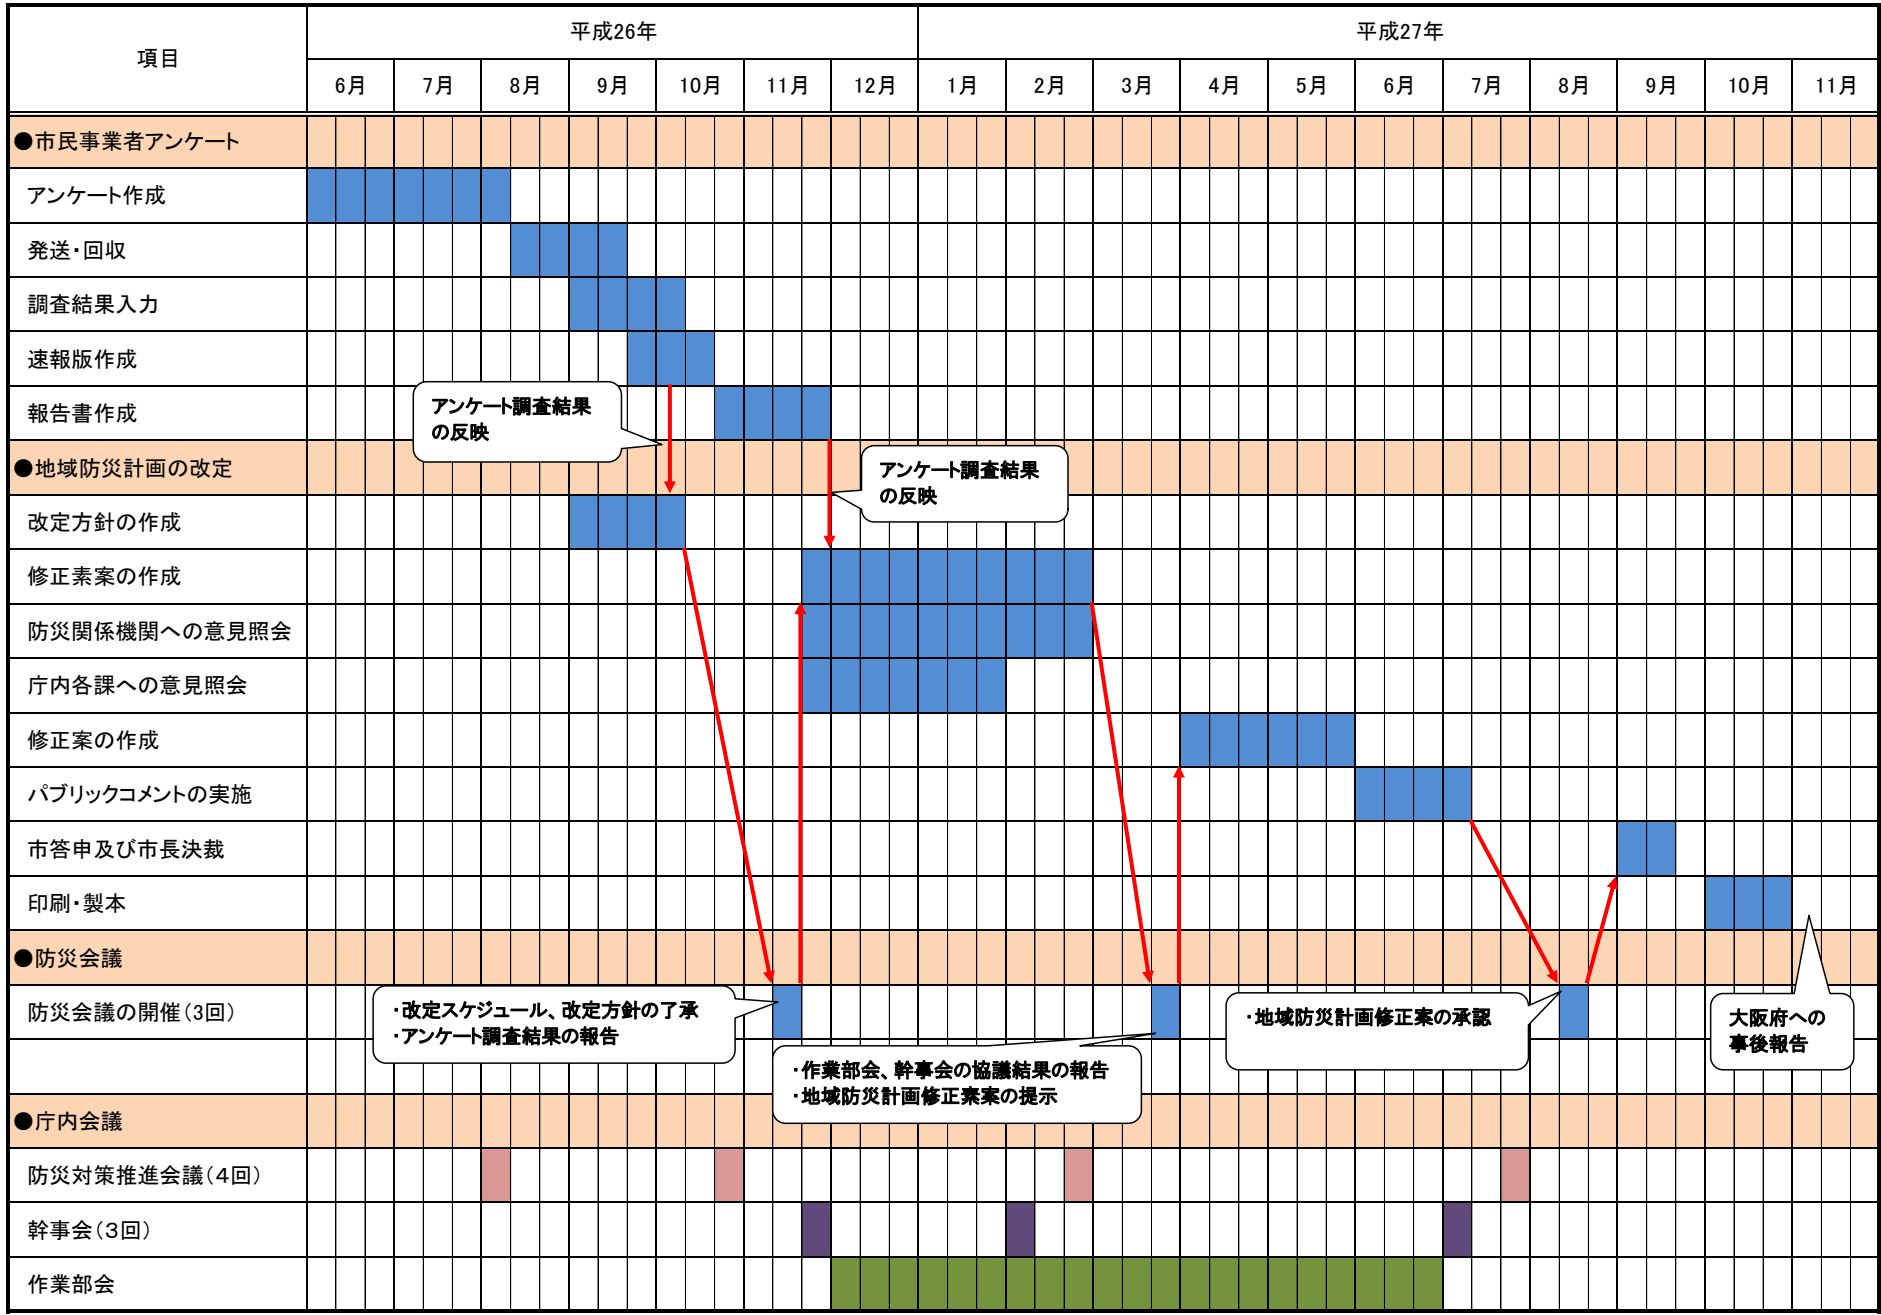 項目
平成26年
平成27年
6月 7月 8月 9月 10月 11月 12月 1月 2月 3月 4月 5月 6月 7月 8月 9月 10月 11月
●市民事業者アンケート
アンケート作成
発送・回収
調査結果入力
速報版作成
報告書作成
アンケート調査結果
の反映
●地域防災計画の改定
アンケート調査結果
の反映
改定方針の作成
修正素案の作成
防災関係機関への意見照会
庁内各課への意見照会
修正案の作成
パブリックコメントの実施
市答申及び市長決裁
印刷・製本
●防災会議
防災会議の開催(3回)
・改定スケジュール、改定方針の了承
・アンケート調査結果の報告
・作業部会、幹事会の協議結果の報告
・地域防災計画修正素案の提示
・地域防災計画修正案の承認
大阪府への
事後報告
●庁内会議
防災対策推進会議(4回)
幹事会(3回)
作業部会